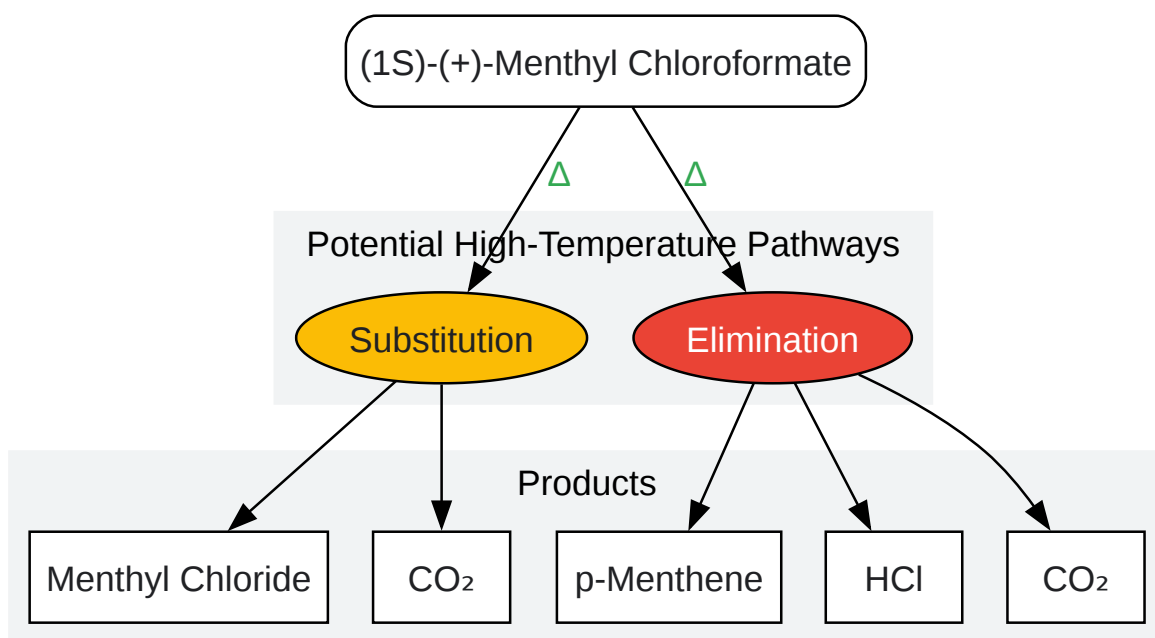 (1S)-(+)-Menthyl Chloroformate
Δ
Δ
Potential High-Temperature Pathways
Substitution
Elimination
Products
Menthyl Chloride
CO₂
p-Menthene
HCl
CO₂